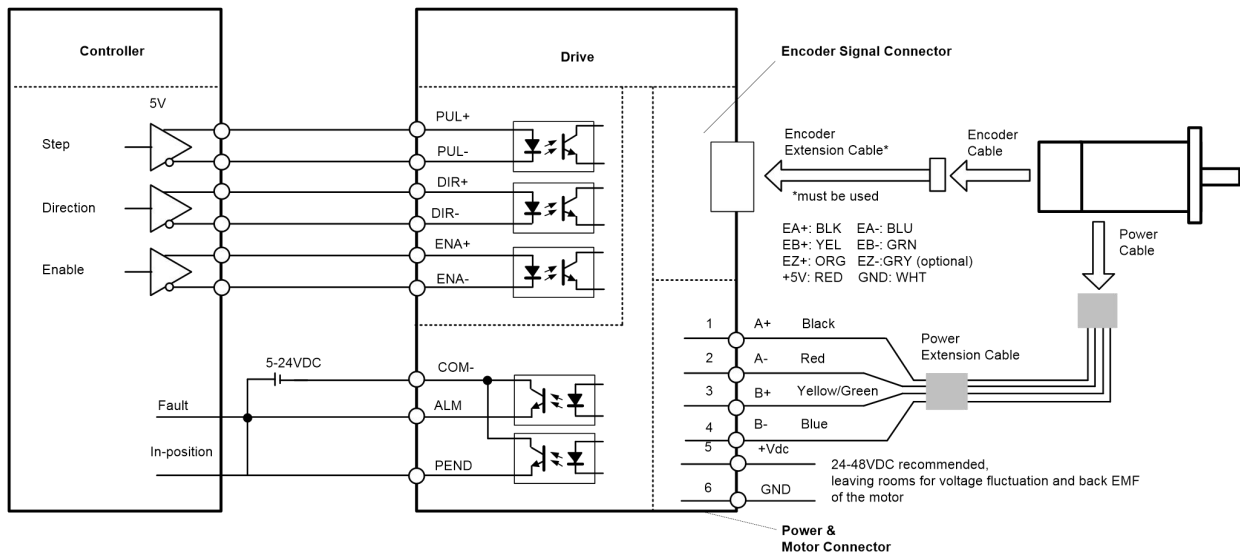 Controller
Drive
Encoder Signal Connector
5V
Step
Direction
Enable
PUL+
PUL-
DIR+
DIR-
ENA+
ENA-
Encoder
Extension Cable*
Encoder
Cable
*must be used
EA+: BLK EA-: BLU
EB+: YEL EB-: GRN
EZ+: ORG EZ-:GRY (optional)
+5V: RED GND: WHT
Power
Cable
5-24VDC
Fault
In-position
COM-
ALM
PEND
1 A+ Black
2 A- Red
3 B+ Yellow/Green
4 B- Blue
5 +Vdc
6 GND
Power
Extension Cable
24-48VDC recommended,
leaving rooms for voltage fluctuation and back EMF
of the motor
Power &
Motor Connector